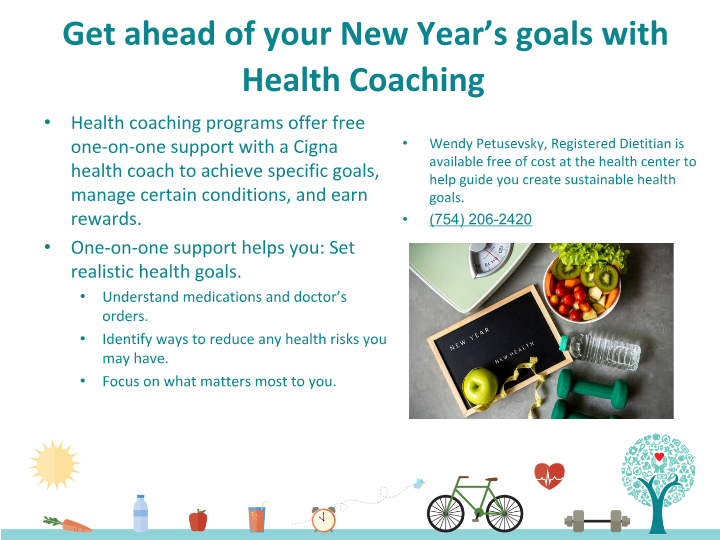 Get ahead of your New Year’s goals with
Health Coaching
• Health coaching programs offer free
one-on-one support with a Cigna
health coach to achieve specific goals,
manage certain conditions, and earn
rewards.
• One-on-one support helps you: Set
realistic health goals.
• Understand medications and doctor’s
orders.
• Identify ways to reduce any health risks you
may have.
• Focus on what matters most to you.
• Wendy Petusevsky, Registered Dietitian is
available free of cost at the health center to
help guide you create sustainable health
goals.
• (754) 206-2420
NEW YEAR
NEW HEALTH